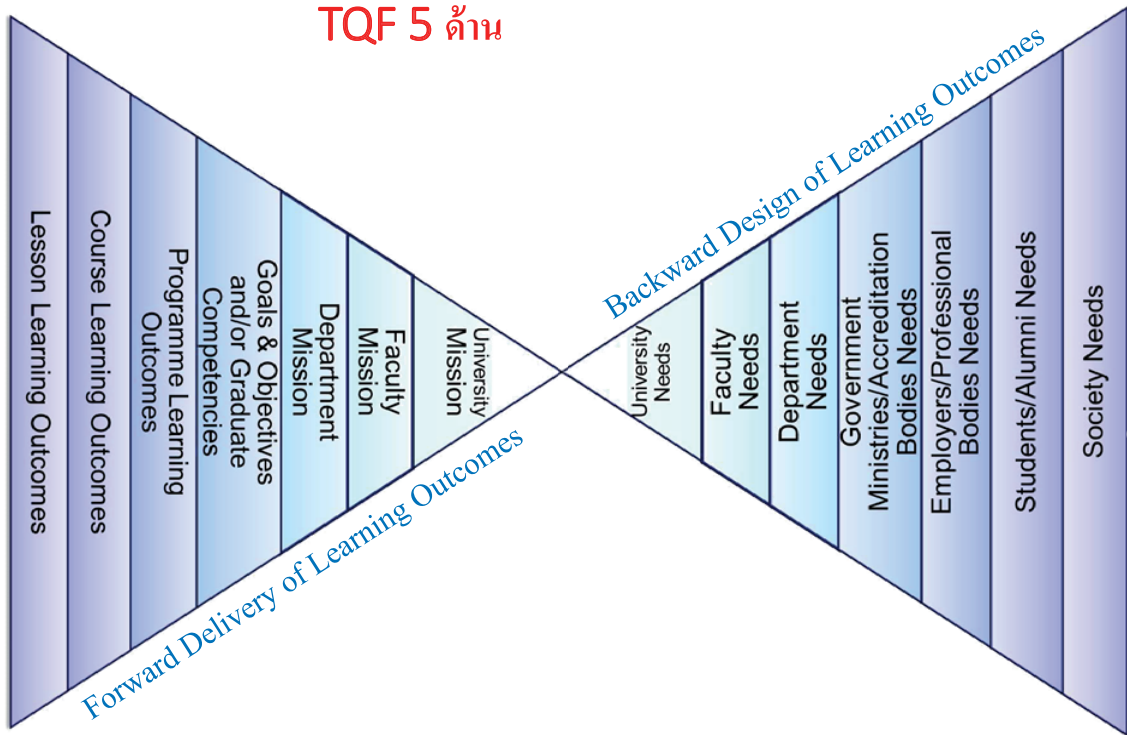 TQF 5 ด้าน
Lesson Learning Outcomes
Course Learning Outcomes
Programme Learning
Outcomes
Goals & Objectives
and/or Graduate
Competencies
Department
Mission
Faculty
Mission
University
Mission
Forward Delivery of Learning Outcomes
Backward Design of Learning Outcomes
University
Needs
Faculty
Needs
Department
Needs
Government
Ministries/Accreditation
Bodies Needs
Employers/Professional
Bodies Needs
Students/Alumni Needs
Society Needs